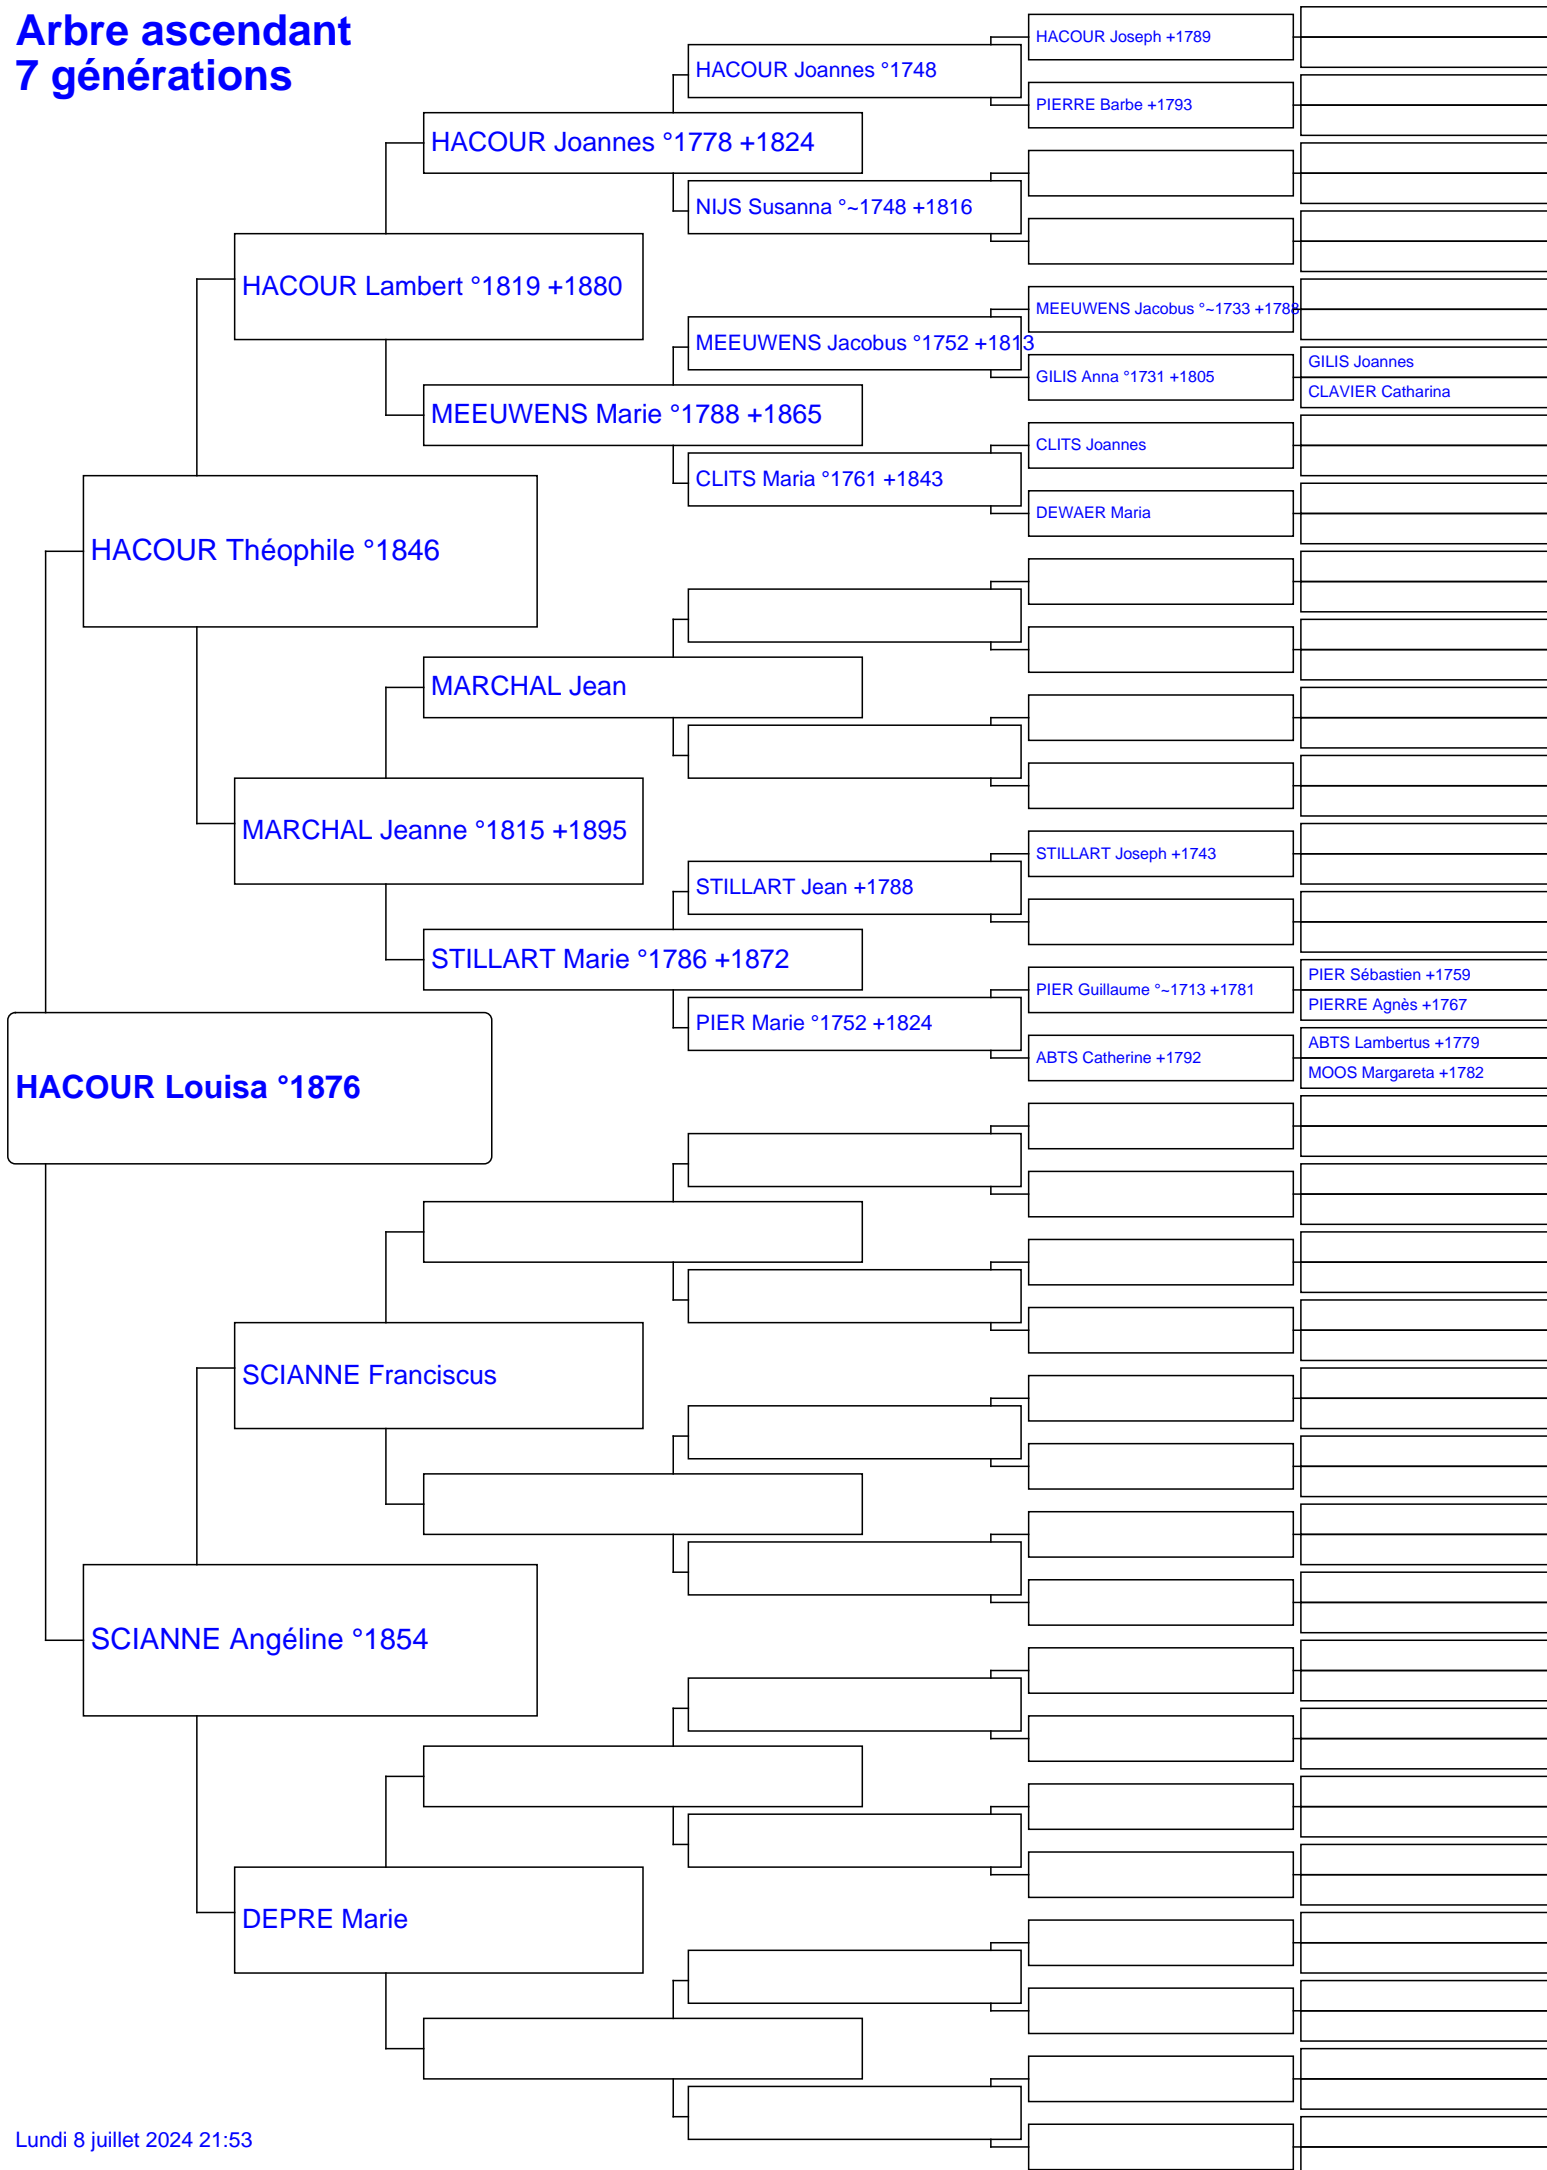 Arbre ascendant
7 générations
HACOUR Joseph +1789
HACOUR Joannes °1748
PIERRE Barbe +1793
HACOUR Joannes °1778 +1824
NIJS Susanna °~1748 +1816
HACOUR Lambert °1819 +1880
MEEUWENS Jacobus °~1733 +1788
MEEUWENS Jacobus °1752 +1813
GILIS Joannes
GILIS Anna °1731 +1805
CLAVIER Catharina
MEEUWENS Marie °1788 +1865
CLITS Joannes
CLITS Maria °1761 +1843
DEWAER Maria
HACOUR Théophile °1846
MARCHAL Jean
MARCHAL Jeanne °1815 +1895
STILLART Joseph +1743
STILLART Jean +1788
STILLART Marie °1786 +1872
PIER Sébastien +1759
PIER Guillaume °~1713 +1781
PIERRE Agnès +1767
PIER Marie °1752 +1824
ABTS Lambertus +1779
ABTS Catherine +1792
MOOS Margareta +1782
HACOUR Louisa °1876
SCIANNE Franciscus
SCIANNE Angéline °1854
DEPRE Marie
Lundi 8 juillet 2024 21:53